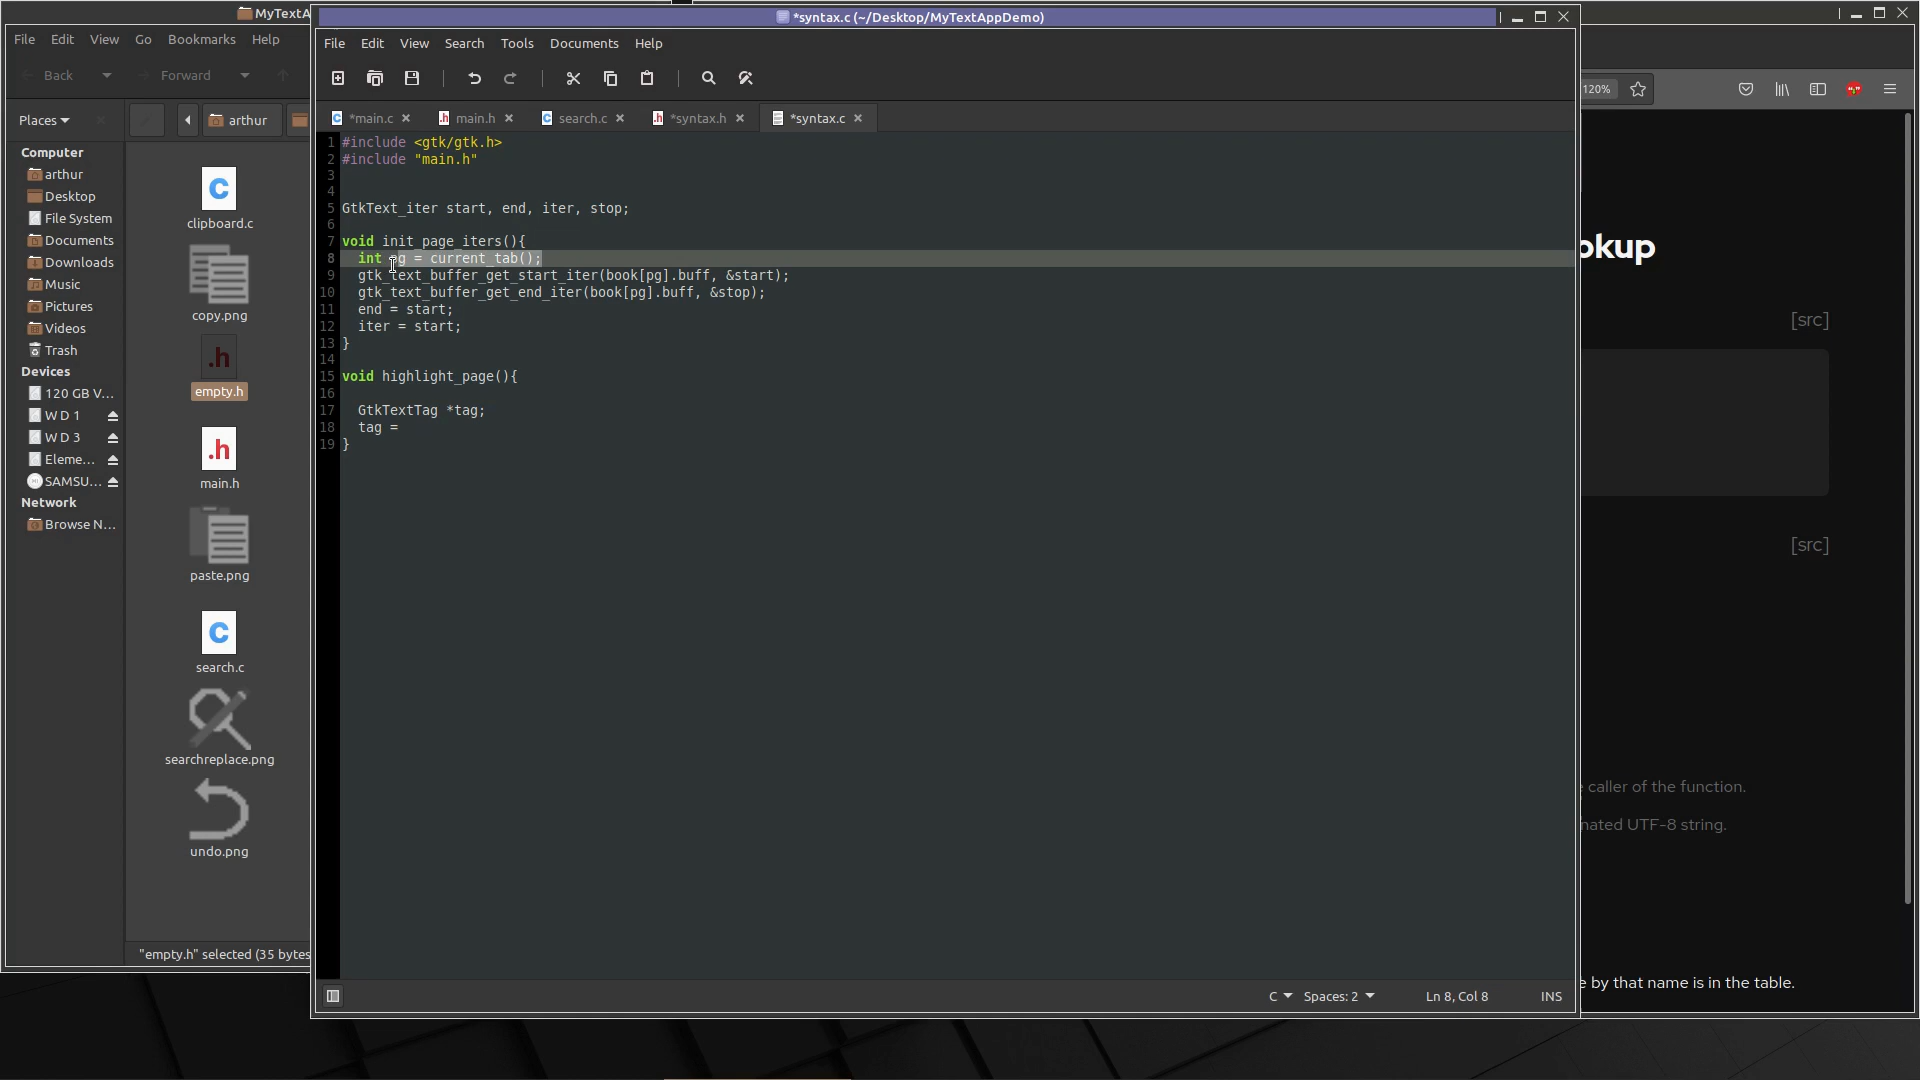 MyTextA
File Edit View Go Bookmarks Help
Back Forward
Places
arthur
Computer
arthur
Desktop
File System
Documents
Downloads
Music
Pictures
Videos
Trash
Devices
120 GB V...
W D 1
W D 3
Eleme...
SAMSU...
Network
Browse N...
clipboard.c
copy.png
.h
empty.h
.h
main.h
paste.png
search.c
searchreplace.png
undo.png
"empty.h" selected (35 bytes
*syntax.c (~/Desktop/MyTextAppDemo)
File Edit View Search Tools Documents Help
*main.c main.h search.c *syntax.h *syntax.c
1 #include <gtk/gtk.h>
2 #include "main.h"
3
4
5 GtkText_iter start, end, iter, stop;
6
7 void init_page_iters(){
8 int pg = current_tab();
9 gtk_text_buffer_get_start_iter(book[pg].buff, &start);
10 gtk_text_buffer_get_end_iter(book[pg].buff, &stop);
11 end = start;
12 iter = start;
13 }
14
15 void highlight_page(){
16
17 GtkTextTag *tag;
18 tag =
19 }
C Spaces: 2 Ln 8, Col 8 INS
120%
okup
[src]
[src]
caller of the function.
nated UTF-8 string.
e by that name is in the table.